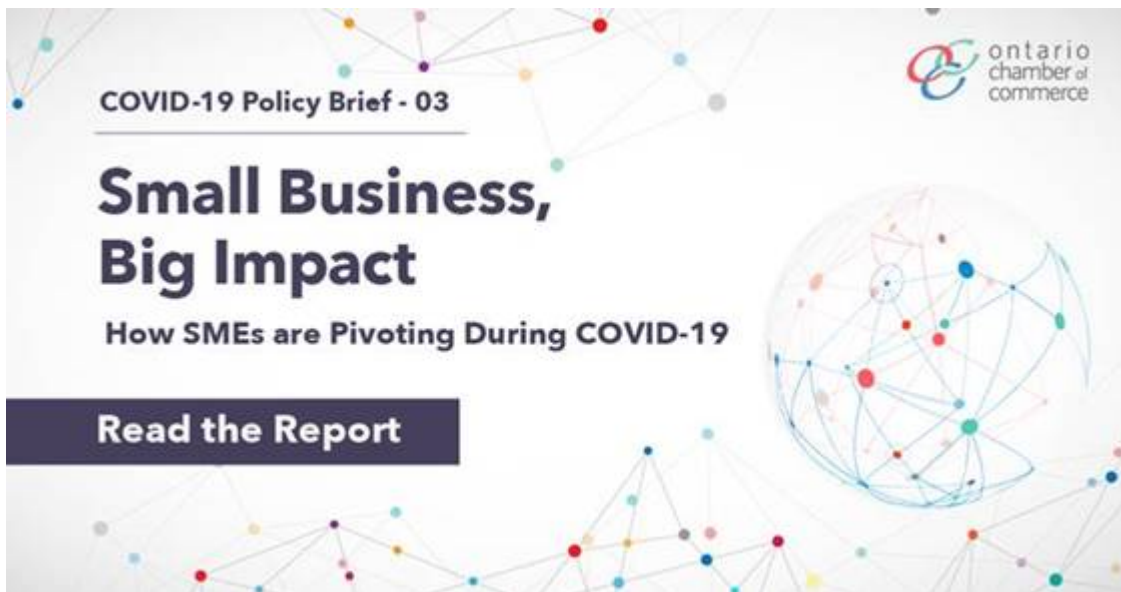 COVID-19 Policy Brief - 03
ontario
chamber of
commerce
Small Business,
Big Impact
How SMEs are Pivoting During COVID-19
Read the Report